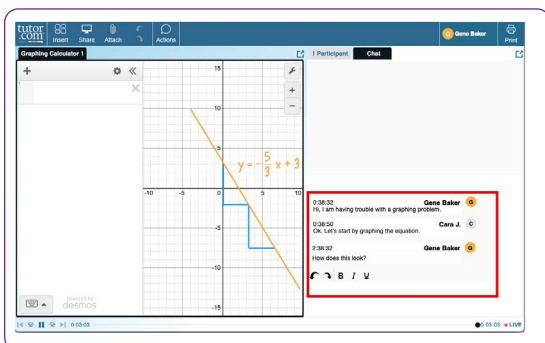 tutor
.com
Insert
Share
Attach
Actions
G Gene Baker
Print
Graphing Calculator 1
1 Participant
Chat
1
15
10
5
y = -5/3 x + 3
-10
-5
0
5
10
-5
-10
-15
powered by
desmos
0:38:32
Gene Baker G
Hi, I am having trouble with a graphing problem.
0:38:50
Cara J. C
Ok. Let's start by graphing the equation.
2:38:32
Gene Baker G
How does this look?
B I U
0:03:03
0:03:03 LIVE